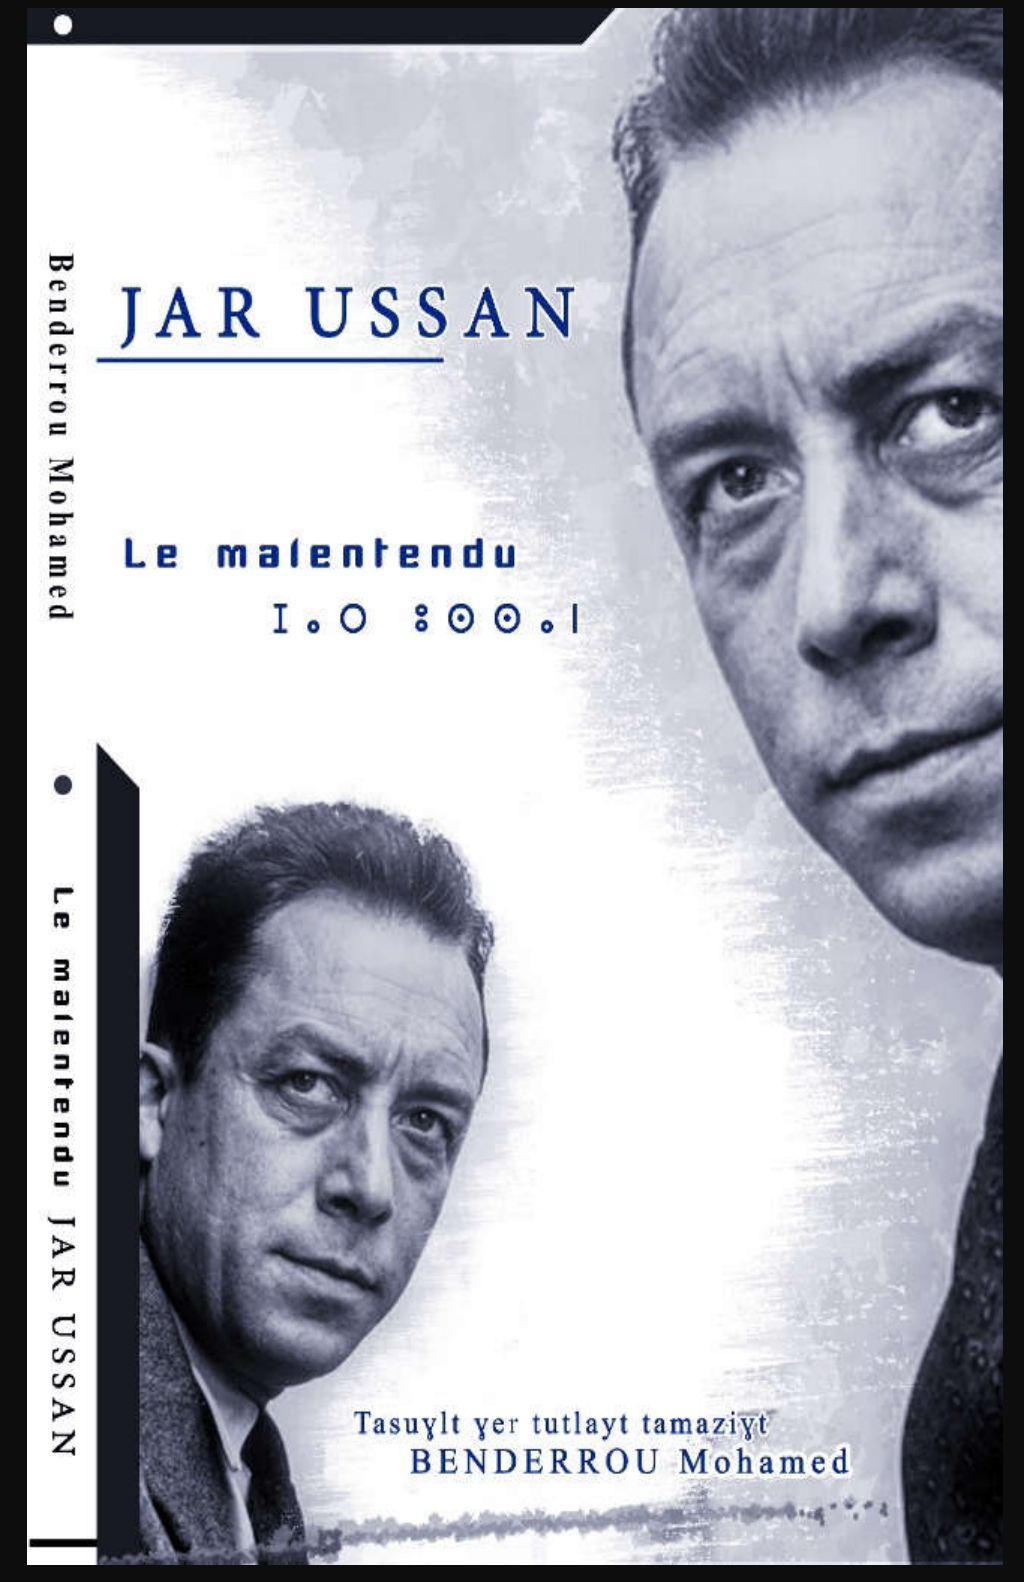 JAR USSAN
Le malentendu
ⵊⴰⵔ ⵓⵙⵙⴰⵏ
Tasuɣlt ɣer tutlayt tamaziɣt
BENDERROU Mohamed
Benderrou Mohamed
Le malentendu JAR USSAN